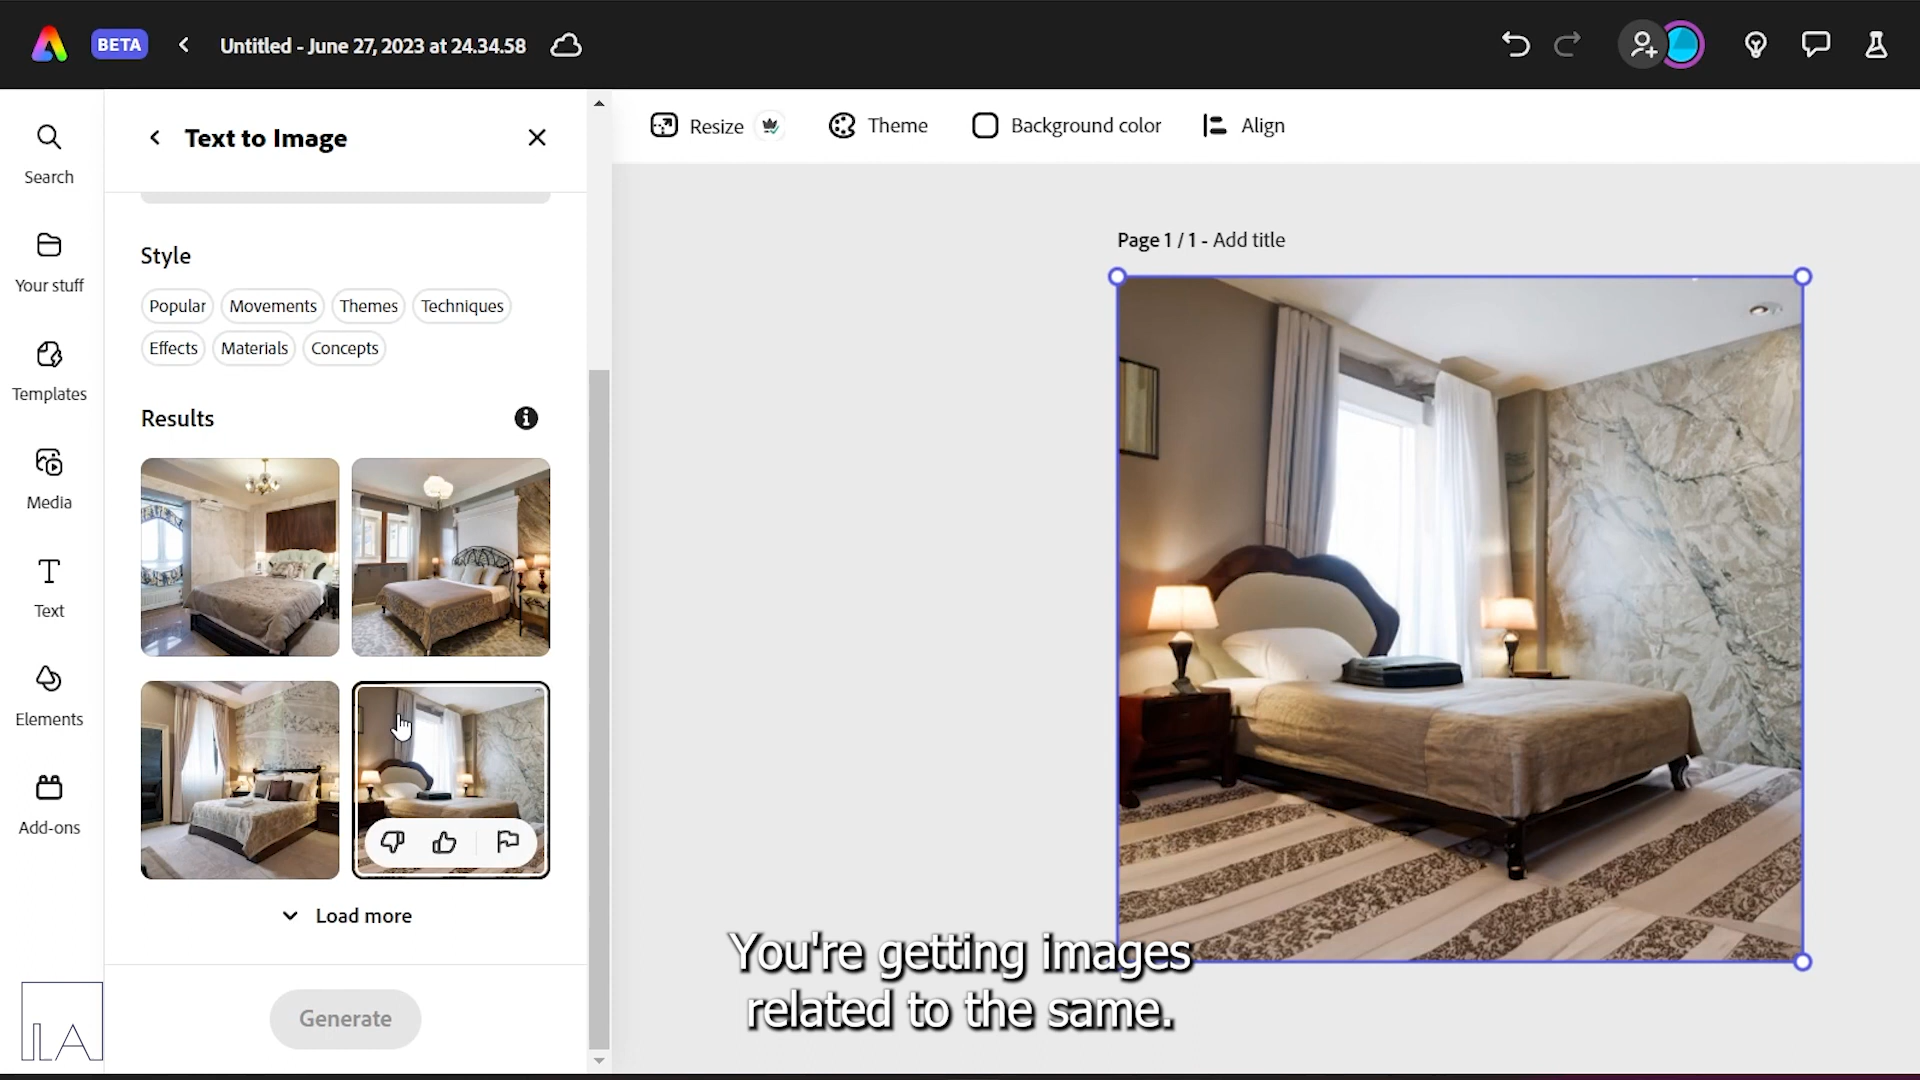 BETA
Untitled - June 27, 2023 at 24.34.58
Search
Your stuff
Templates
Media
Text
Elements
Add-ons
ILA
Text to Image
Style
Popular
Movements
Themes
Techniques
Effects
Materials
Concepts
Results
Load more
Generate
Resize
Theme
Background color
Align
Page 1 / 1 - Add title
You're getting images
related to the same.